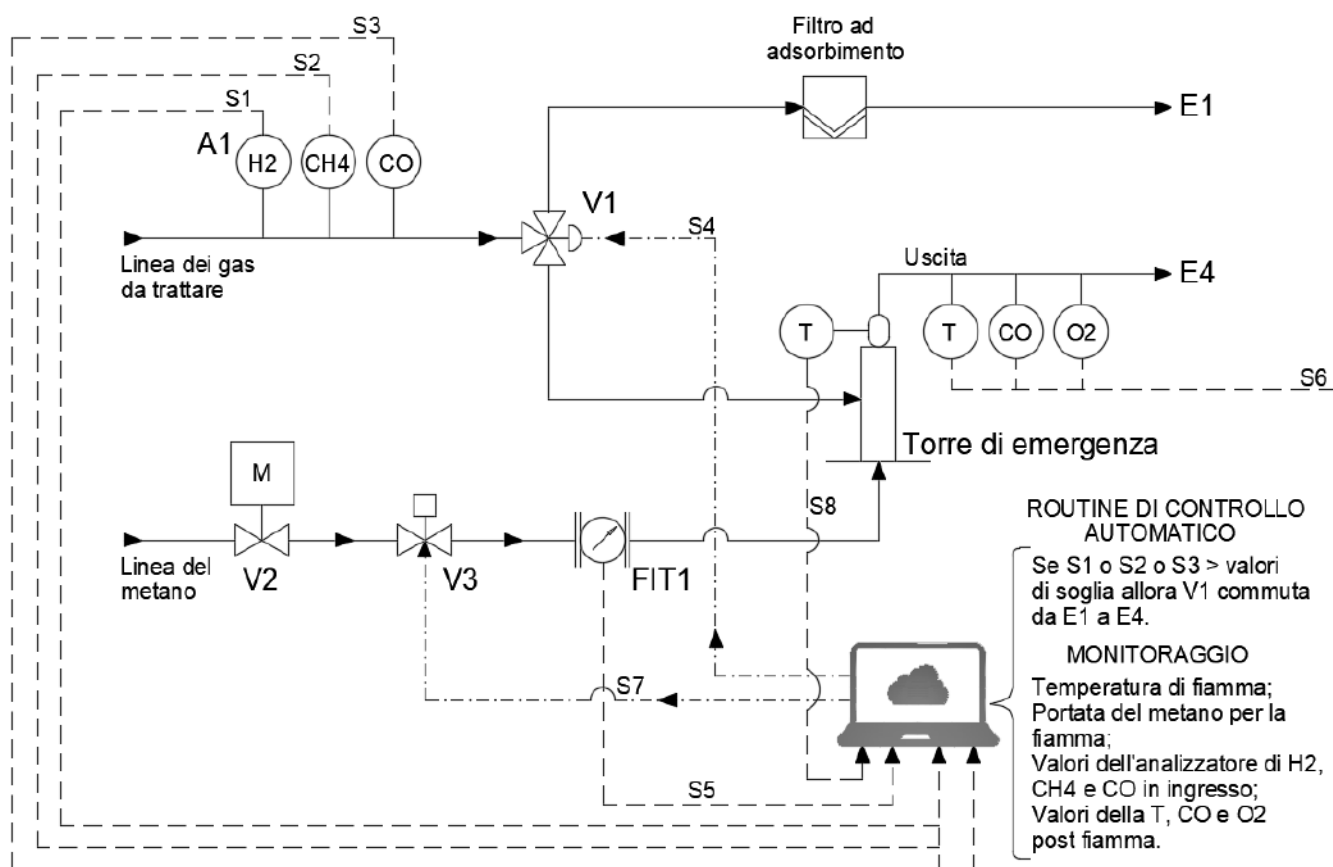 S3
Filtro ad
adsorbimento
S2
S1
E1
A1
H2
CH4
CO
V1
S4
Linea dei gas
da trattare
Uscita
E4
T
T
CO
O2
S6
Torre di emergenza
M
S8
ROUTINE DI CONTROLLO
AUTOMATICO
Linea del
metano
V2
V3
FIT1
Se S1 o S2 o S3 > valori
di soglia allora V1 commuta
da E1 a E4.
MONITORAGGIO
S7
Temperatura di fiamma;
Portata del metano per la
fiamma;
Valori dell'analizzatore di H2,
CH4 e CO in ingresso;
Valori della T, CO e O2
post fiamma.
S5